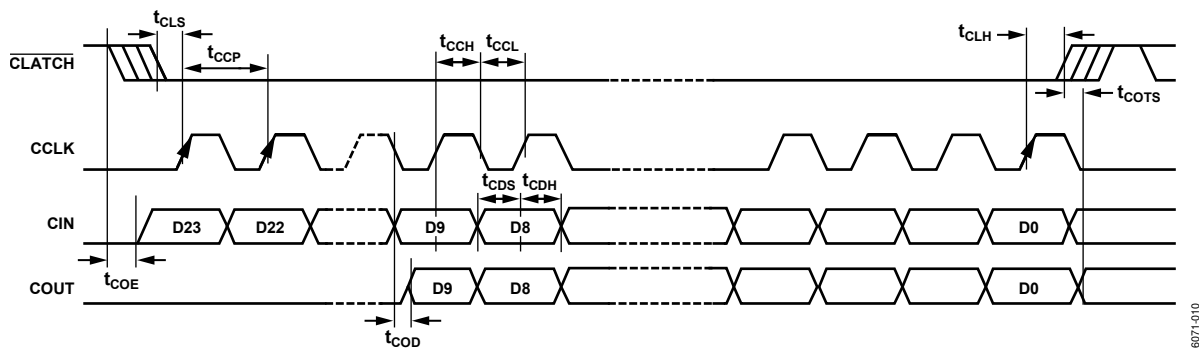 tCLS
tCCP
tCCH
tCCL
tCLH
CLATCH
tCOTS
CCLK
tCDS
tCDH
CIN
D23
D22
D9
D8
D0
tCOE
COUT
D9
D8
D0
tCOD
6071-010